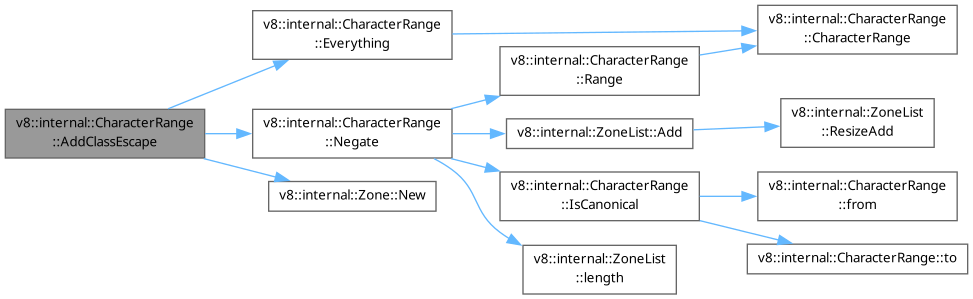 v8::internal::CharacterRange
::AddClassEscape
v8::internal::CharacterRange
::Everything
v8::internal::CharacterRange
::Negate
v8::internal::Zone::New
v8::internal::CharacterRange
::Range
v8::internal::ZoneList::Add
v8::internal::CharacterRange
::IsCanonical
v8::internal::ZoneList
::length
v8::internal::CharacterRange
::CharacterRange
v8::internal::ZoneList
::ResizeAdd
v8::internal::CharacterRange
::from
v8::internal::CharacterRange::to